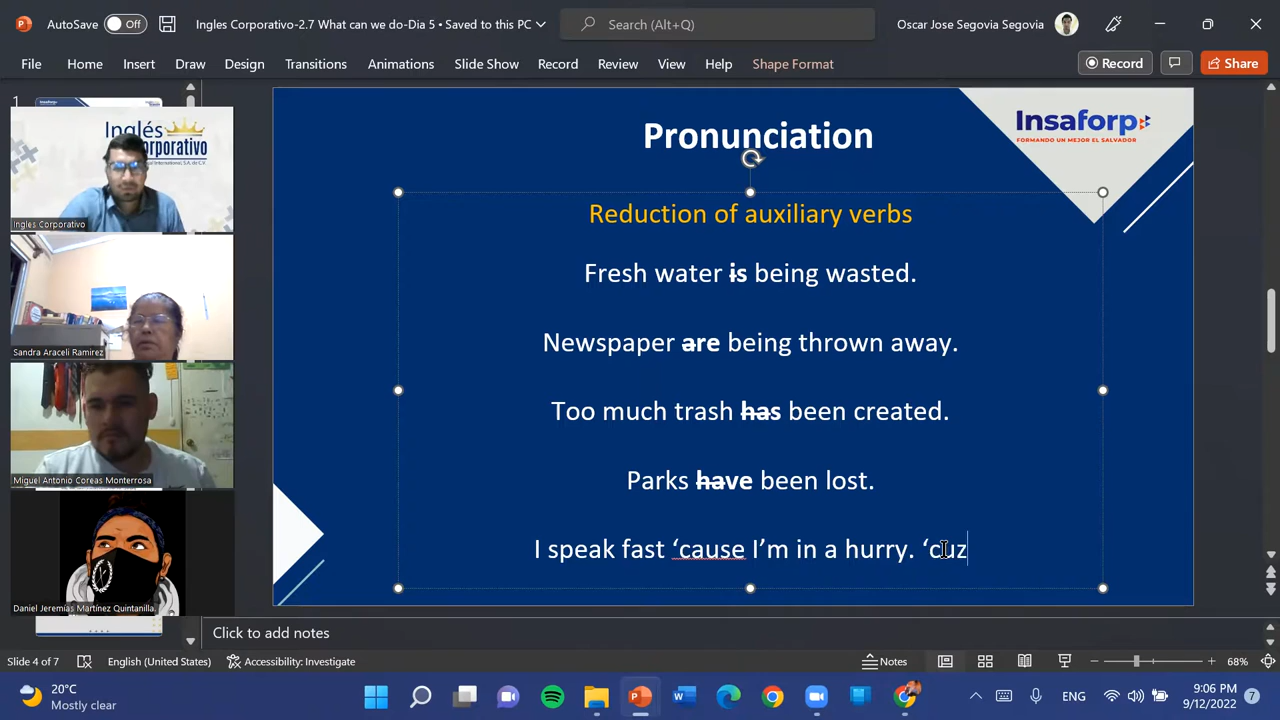 AutoSave
Off
Ingles Corporativo-2.7 What can we do-Dia 5 • Saved to this PC
Search (Alt+Q)
Oscar Jose Segovia Segovia
File Home Insert Draw Design Transitions Animations Slide Show Record Review View Help Shape Format
Record
Share
1
Inglés
Corporativo
Ingles Corporativo
Sandra Araceli Ramirez
Miguel Antonio Coreas Monterrosa
Daniel Jeremías Martínez Quintanilla.
Pronunciation
Insaforp
FORMANDO UN MEJOR EL SALVADOR
Reduction of auxiliary verbs
Fresh water is being wasted.
Newspaper are being thrown away.
Too much trash has been created.
Parks have been lost.
I speak fast ‘cause I’m in a hurry. ‘cuz
Click to add notes
Slide 4 of 7
English (United States)
Accessibility: Investigate
Notes
68%
20°C
Mostly clear
ENG
9:06 PM
9/12/2022
7